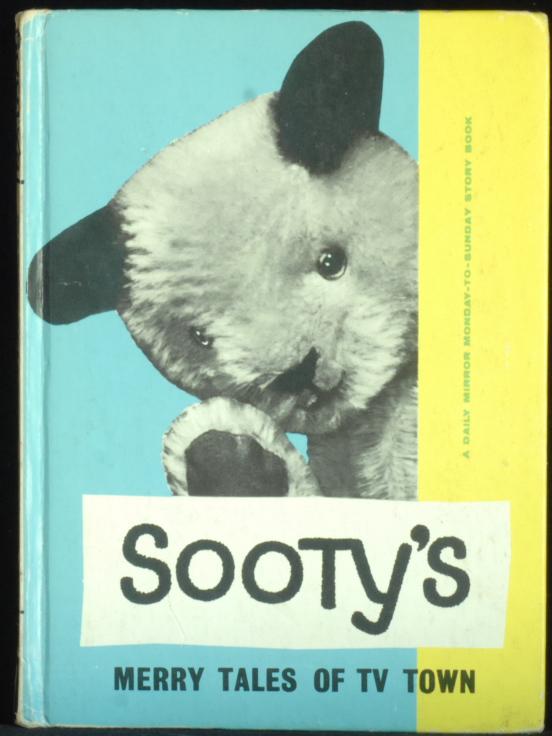 A DAILY MIRROR MONDAY-TO-SUNDAY STORY BOOK
SOOTy'S
MERRY TALES OF TV TOWN